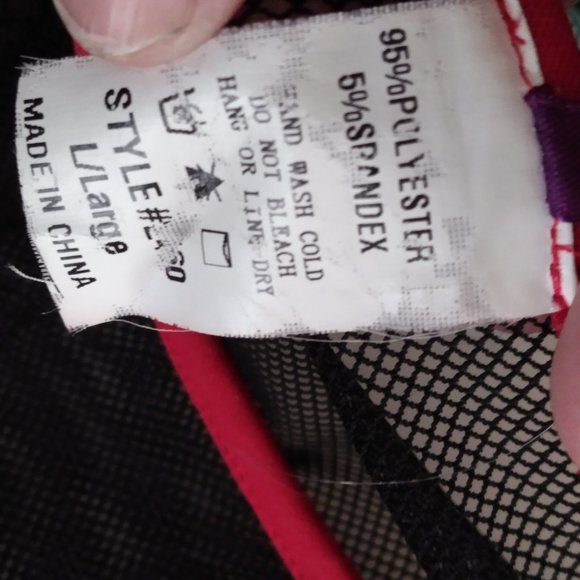 95%POLYESTER
5%SPANDEX
HAND WASH COLD
DO NOT BLEACH
HANG OR LINE DRY
STYLE#
L/Large
MADE IN CHINA